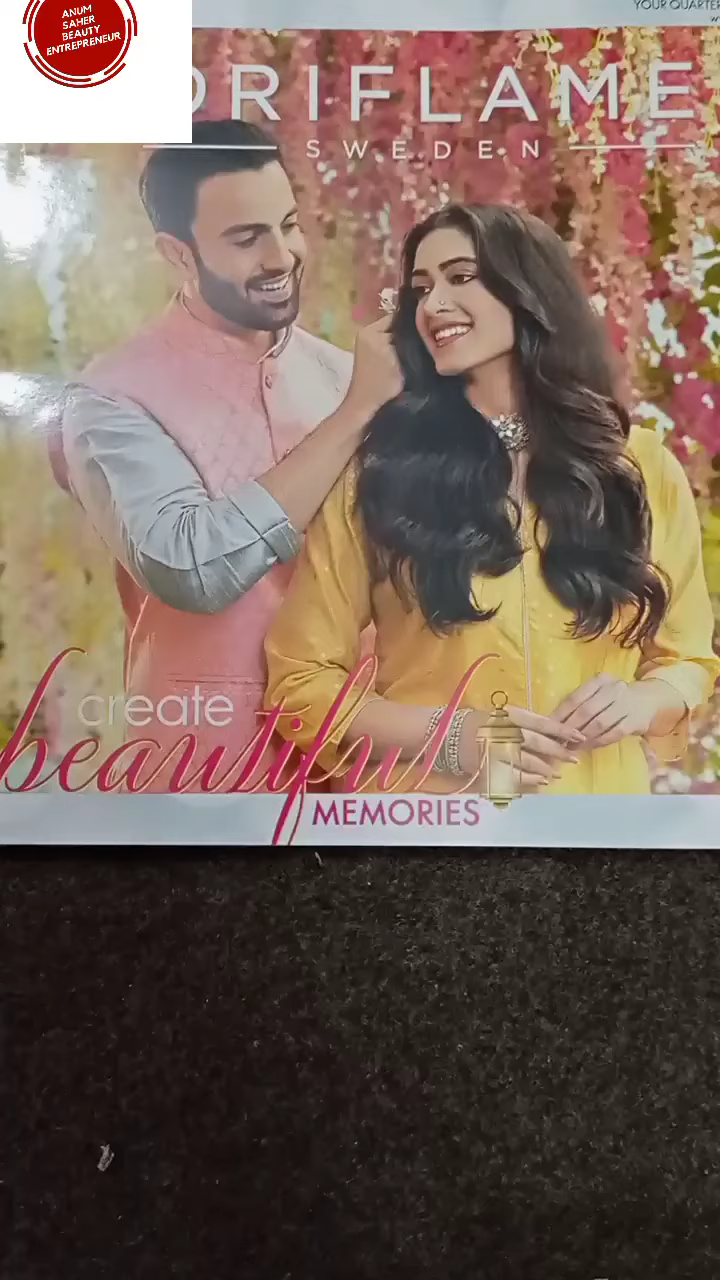 ANUM
SAHER
BEAUTY
ENTREPRENEUR
YOUR QUARTER
ORIFLAME
SWEDEN
create
beautiful
MEMORIES